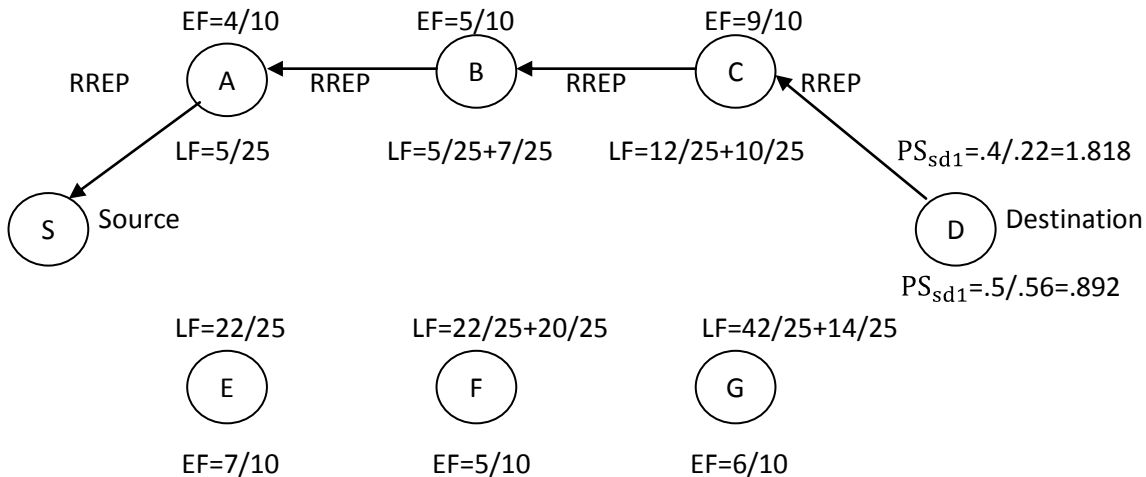 EF=4/10 EF=5/10 EF=9/10
A B C
RREP RREP RREP RREP
LF=5/25 LF=5/25+7/25 LF=12/25+10/25 PSsd1=.4/.22=1.818
S Source D Destination
PSsd1=.5/.56=.892
LF=22/25 LF=22/25+20/25 LF=42/25+14/25
E F G
EF=7/10 EF=5/10 EF=6/10